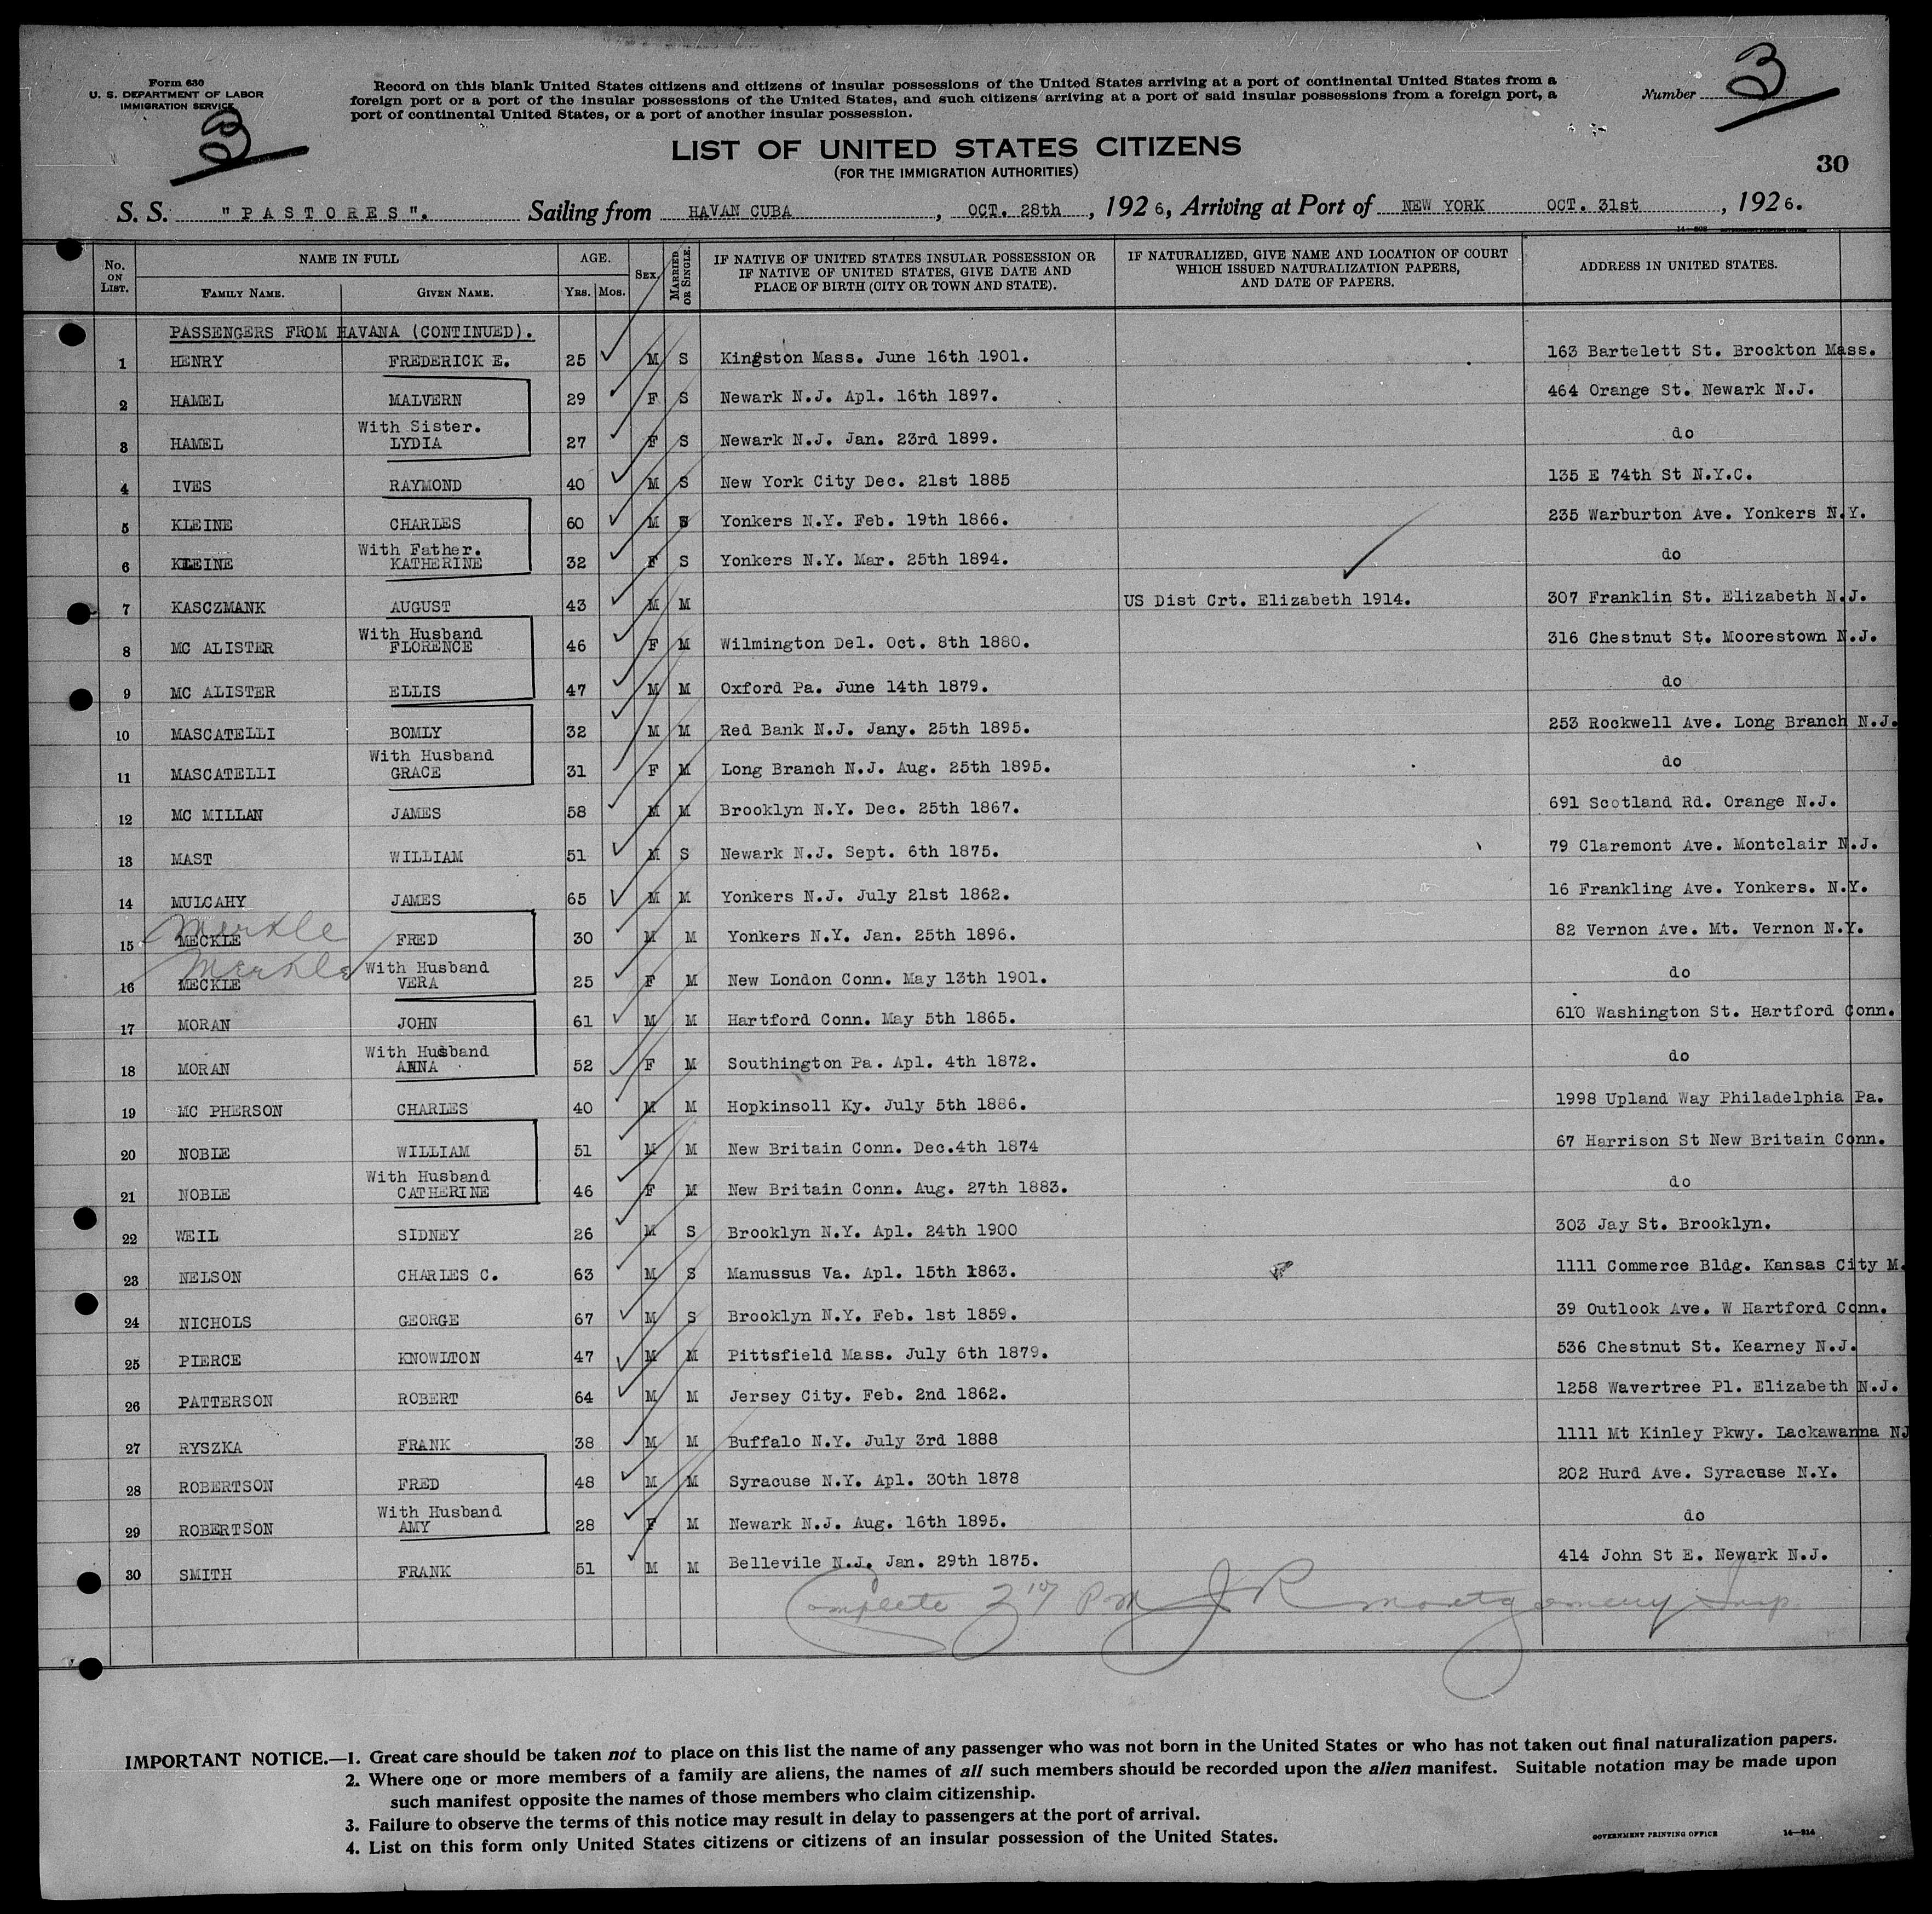 Form 630
U. S. DEPARTMENT OF LABOR
IMMIGRATION SERVICE
3
Record on this blank United States citizens and citizens of insular possessions of the United States arriving at a port of continental United States from a
foreign port or a port of the insular possessions of the United States, and such citizens arriving at a port of said insular possessions from a foreign port, a
port of continental United States, or a port of another insular possession.
Number 3
LIST OF UNITED STATES CITIZENS
(FOR THE IMMIGRATION AUTHORITIES)
30
S. S. "PASTORES". Sailing from HAVAN CUBA, OCT. 28th, 1926, Arriving at Port of NEW YORK OCT. 31st, 1926.
No. ON LIST. NAME IN FULL FAMILY NAME. GIVEN NAME. AGE. YRS. MOS. SEX. MARRIED OR SINGLE. IF NATIVE OF UNITED STATES INSULAR POSSESSION OR IF NATIVE OF UNITED STATES, GIVE DATE AND PLACE OF BIRTH (CITY OR TOWN AND STATE). IF NATURALIZED, GIVE NAME AND LOCATION OF COURT WHICH ISSUED NATURALIZATION PAPERS, AND DATE OF PAPERS. ADDRESS IN UNITED STATES.
PASSENGERS FROM HAVANA (CONTINUED).
1 HENRY FREDERICK E. 25 M S Kingston Mass. June 16th 1901. 163 Bartelett St. Brockton Mass.
2 HAMEL MALVERN 29 F S Newark N.J. Apl. 16th 1897. 464 Orange St. Newark N.J.
With Sister.
3 HAMEL LYDIA 27 F S Newark N.J. Jan. 23rd 1899. do
4 IVES RAYMOND 40 M S New York City Dec. 21st 1885 135 E 74th St N.Y.C.
5 KLEINE CHARLES 60 M Yonkers N.Y. Feb. 19th 1866. 235 Warburton Ave. Yonkers N.Y.
With Father.
6 KLEINE KATHERINE 32 F S Yonkers N.Y. Mar. 25th 1894. do
7 KASCZMANK AUGUST 43 M M US Dist Crt. Elizabeth 1914. 307 Franklin St. Elizabeth N.J.
With Husband
8 MC ALISTER FLORENCE 46 F M Wilmington Del. Oct. 8th 1880. 316 Chestnut St. Moorestown N.J.
9 MC ALISTER ELLIS 47 M M Oxford Pa. June 14th 1879. do
10 MASCATELLI BOMLY 32 M M Red Bank N.J. Jany. 25th 1895. 253 Rockwell Ave. Long Branch N.J.
With Husband
11 MASCATELLI GRACE 31 F M Long Branch N.J. Aug. 25th 1895. do
12 MC MILLAN JAMES 58 M M Brooklyn N.Y. Dec. 25th 1867. 691 Scotland Rd. Orange N.J.
13 MAST WILLIAM 51 M S Newark N.J. Sept. 6th 1875. 79 Claremont Ave. Montclair N.J.
14 MULCAHY JAMES 65 M M Yonkers N.J. July 21st 1862. 16 Frankling Ave. Yonkers. N.Y.
Merkle
15 MECKLE FRED 30 M M Yonkers N.Y. Jan. 25th 1896. 82 Vernon Ave. Mt. Vernon N.Y.
Merkle With Husband
16 MECKLE VERA 25 F M New London Conn. May 13th 1901. do
17 MORAN JOHN 61 M M Hartford Conn. May 5th 1865. 610 Washington St. Hartford Conn.
With Husband
18 MORAN ANNA 52 F M Southington Pa. Apl. 4th 1872. do
19 MC PHERSON CHARLES 40 M M Hopkinsoll Ky. July 5th 1886. 1998 Upland Way Philadelphia Pa.
20 NOBLE WILLIAM 51 M M New Britain Conn. Dec.4th 1874 67 Harrison St New Britain Conn.
With Husband
21 NOBLE CATHERINE 46 F M New Britain Conn. Aug. 27th 1883. do
22 WEIL SIDNEY 26 M S Brooklyn N.Y. Apl. 24th 1900 303 Jay St. Brooklyn.
23 NELSON CHARLES C. 63 M S Manussus Va. Apl. 15th 1863. 1111 Commerce Bldg. Kansas City M.
24 NICHOLS GEORGE 67 M S Brooklyn N.Y. Feb. 1st 1859. 39 Outlook Ave. W Hartford Conn.
25 PIERCE KNOWLTON 47 M M Pittsfield Mass. July 6th 1879. 536 Chestnut St. Kearney N.J.
26 PATTERSON ROBERT 64 M M Jersey City. Feb. 2nd 1862. 1258 Wavertree Pl. Elizabeth N.J.
27 RYSZKA FRANK 38 M M Buffalo N.Y. July 3rd 1888 1111 Mt Kinley Pkwy. Lackawanna NJ
28 ROBERTSON FRED 48 M M Syracuse N.Y. Apl. 30th 1878 202 Hurd Ave. Syracuse N.Y.
With Husband
29 ROBERTSON AMY 28 F M Newark N.J. Aug. 16th 1895. do
30 SMITH FRANK 51 M M Bellevile N.J. Jan. 29th 1875. 414 John St E. Newark N.J.
Complete J R Montgomery Insp.
IMPORTANT NOTICE.—1. Great care should be taken not to place on this list the name of any passenger who was not born in the United States or who has not taken out final naturalization papers.
2. Where one or more members of a family are aliens, the names of all such members should be recorded upon the alien manifest. Suitable notation may be made upon
such manifest opposite the names of those members who claim citizenship.
3. Failure to observe the terms of this notice may result in delay to passengers at the port of arrival.
4. List on this form only United States citizens or citizens of an insular possession of the United States.
GOVERNMENT PRINTING OFFICE 14—914